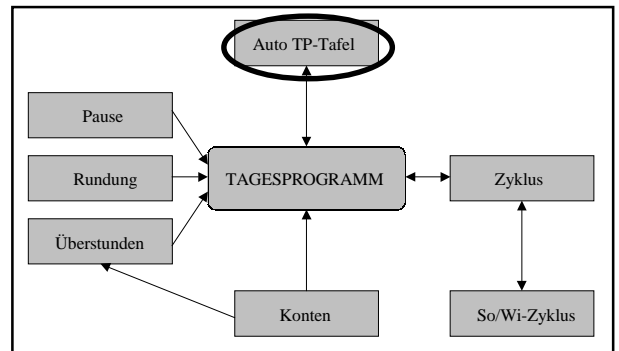 Auto TP-Tafel
Pause
Rundung
TAGESPROGRAMM
Zyklus
Überstunden
Konten
So/Wi-Zyklus